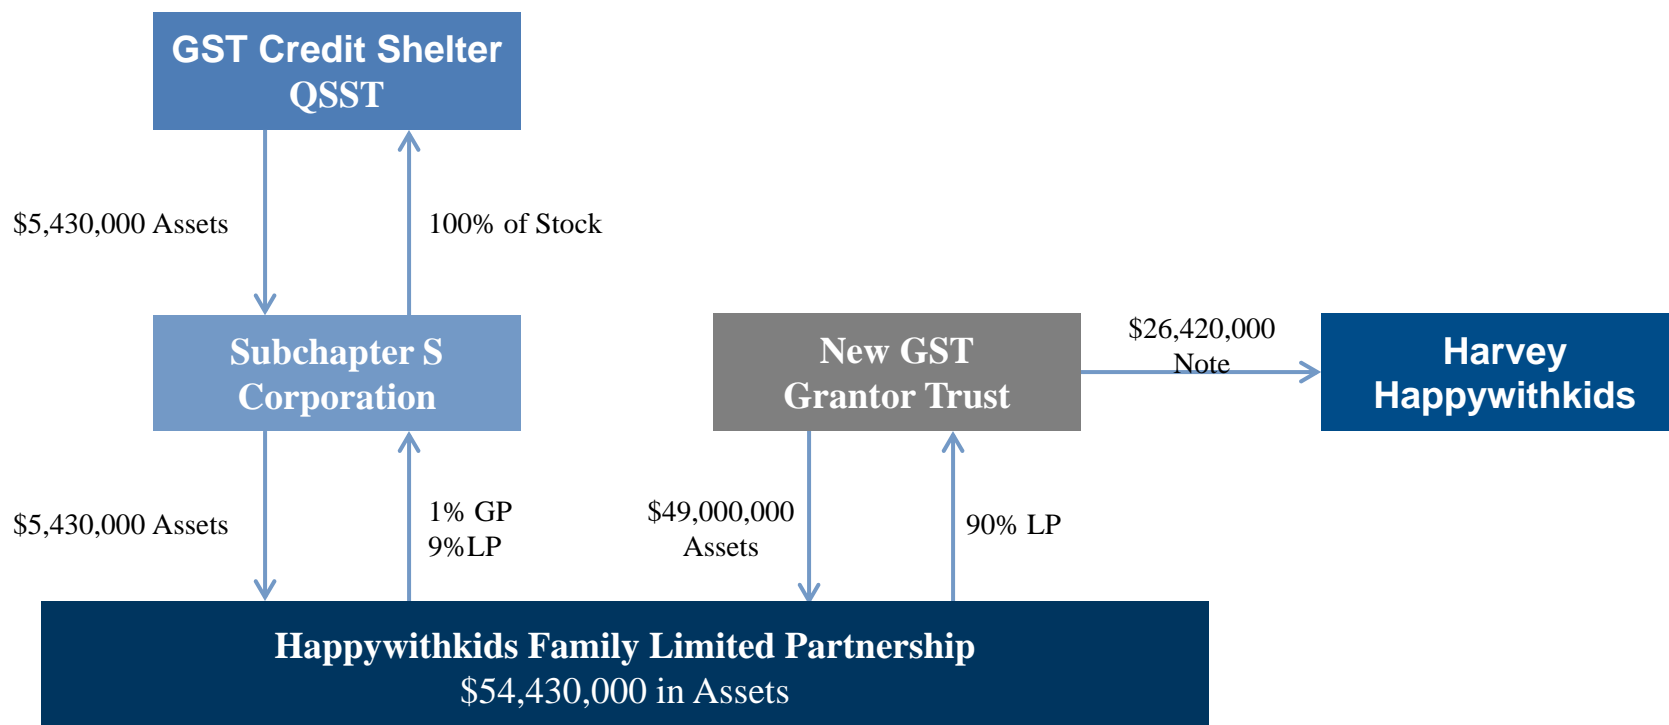 GST Credit Shelter
QSST
$5,430,000 Assets
100% of Stock
Subchapter S
Corporation
New GST
Grantor Trust
$26,420,000
Note
Harvey
Happywithkids
$5,430,000 Assets
1% GP
9%LP
$49,000,000
Assets
90% LP
Happywithkids Family Limited Partnership
$54,430,000 in Assets